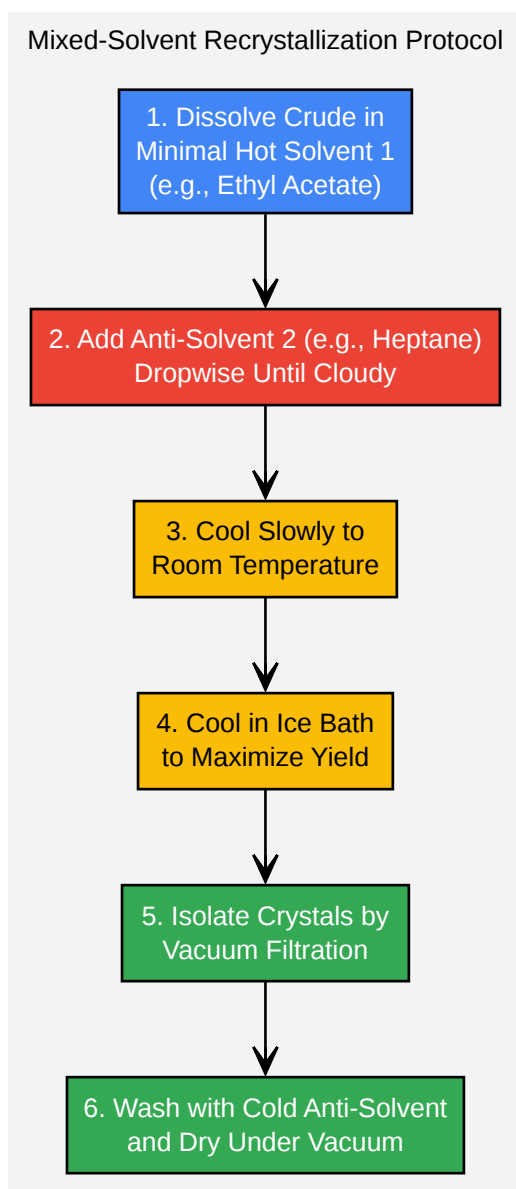 Mixed-Solvent Recrystallization Protocol
1. Dissolve Crude in
Minimal Hot Solvent 1
(e.g., Ethyl Acetate)
2. Add Anti-Solvent 2 (e.g., Heptane)
Dropwise Until Cloudy
3. Cool Slowly to
Room Temperature
4. Cool in Ice Bath
to Maximize Yield
5. Isolate Crystals by
Vacuum Filtration
6. Wash with Cold Anti-Solvent
and Dry Under Vacuum